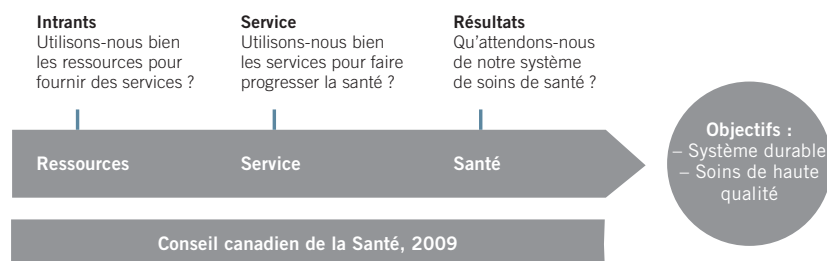 Intrants
Utilisons-nous bien
les ressources pour
fournir des services ?
Service
Utilisons-nous bien
les services pour faire
progresser la santé ?
Résultats
Qu'attendons-nous
de notre système
de soins de santé ?
Ressources
Service
Santé
Objectifs :
– Système durable
– Soins de haute
qualité
Conseil canadien de la Santé, 2009